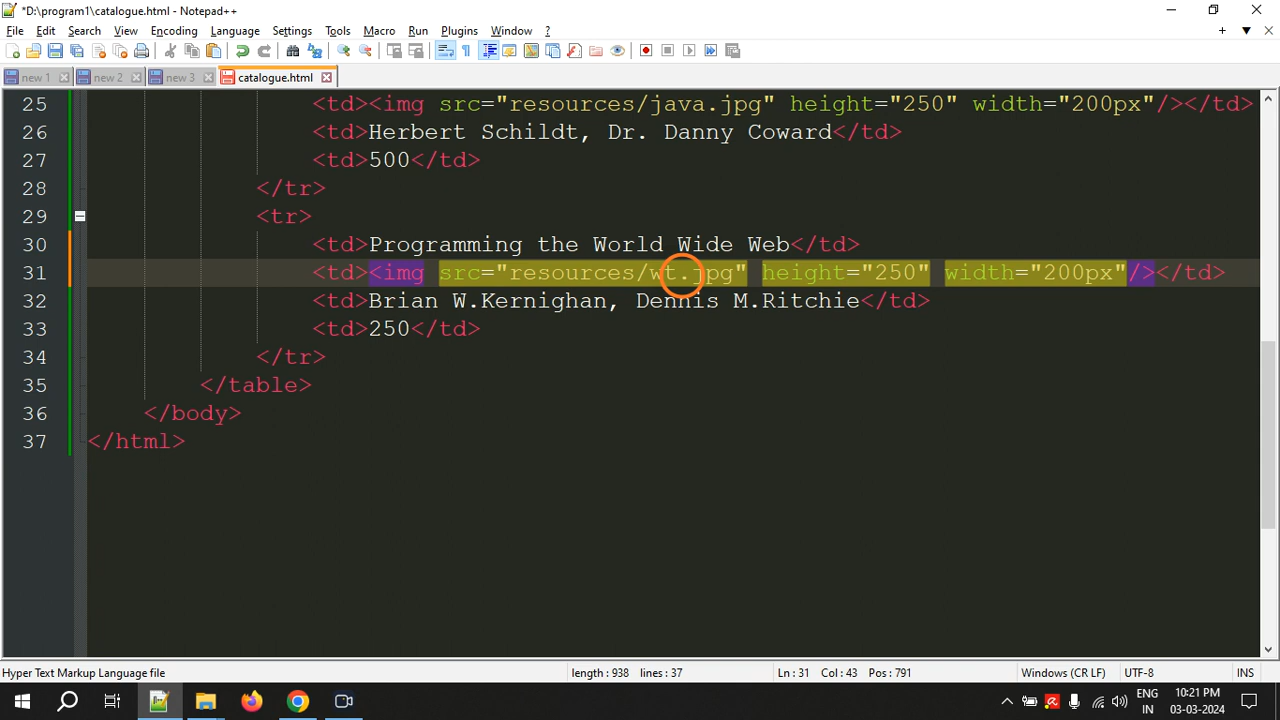 *D:\program1\catalogue.html - Notepad++
File Edit Search View Encoding Language Settings Tools Macro Run Plugins Window ?
new 1 new 2 new 3 catalogue.html
25 <td><img src="resources/java.jpg" height="250" width="200px"/></td>
26 <td>Herbert Schildt, Dr. Danny Coward</td>
27 <td>500</td>
28 </tr>
29 <tr>
30 <td>Programming the World Wide Web</td>
31 <td><img src="resources/wt.jpg" height="250" width="200px"/></td>
32 <td>Brian W.Kernighan, Dennis M.Ritchie</td>
33 <td>250</td>
34 </tr>
35 </table>
36 </body>
37 </html>
Hyper Text Markup Language file length : 938 lines : 37 Ln : 31 Col : 43 Pos : 791 Windows (CR LF) UTF-8 INS
ENG 10:21 PM
IN 03-03-2024